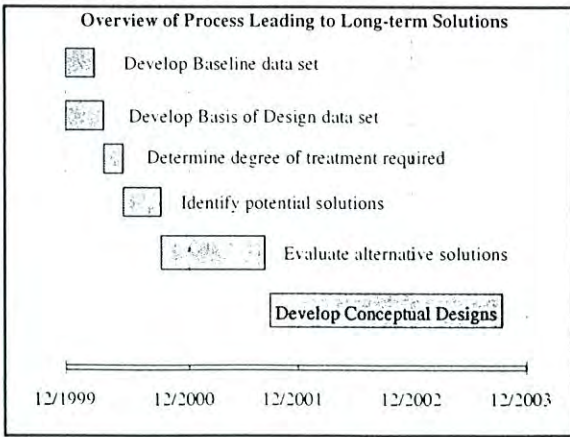 Overview of Process Leading to Long-term Solutions
Develop Baseline data set
Develop Basis of Design data set
Determine degree of treatment required
Identify potential solutions
Evaluate alternative solutions
Develop Conceptual Designs
12/1999 12/2000 12/2001 12/2002 12/2003